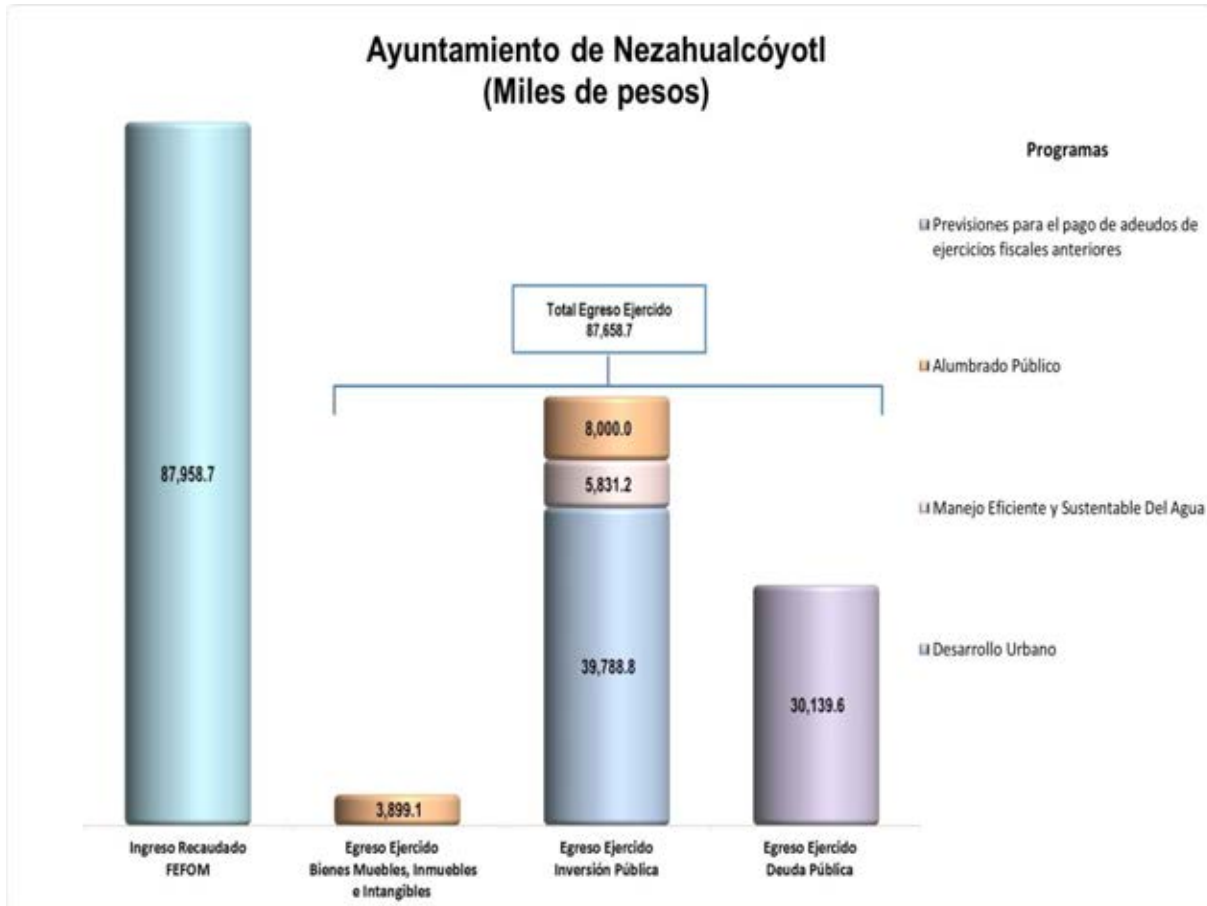 Ayuntamiento de Nezahualcóyotl
(Miles de pesos)
Programas
Previsiones para el pago de adeudos de
ejercicios fiscales anteriores
Total Egreso Ejercido
87,658.7
Alumbrado Público
8,000.0
87,958.7
5,831.2
Manejo Eficiente y Sustentable Del Agua
39,788.8
Desarrollo Urbano
30,139.6
3,899.1
Ingreso Recaudado
FEFOM
Egreso Ejercido
Bienes Muebles, Inmuebles
e Intangibles
Egreso Ejercido
Inversión Pública
Egreso Ejercido
Deuda Pública